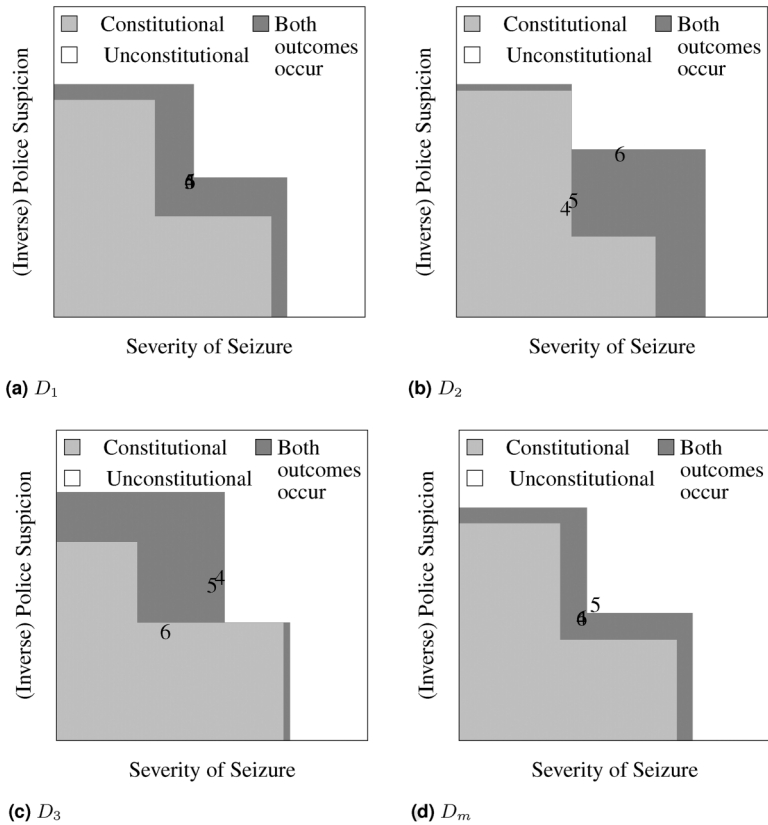 Constitutional
Both
outcomes
occur
Unconstitutional
(Inverse) Police Suspicion
Severity of Seizure
(a) D1
Constitutional
Both
outcomes
occur
Unconstitutional
(Inverse) Police Suspicion
6
5
4
Severity of Seizure
(b) D2
Constitutional
Both
outcomes
occur
Unconstitutional
(Inverse) Police Suspicion
4
5
6
Severity of Seizure
(c) D3
Constitutional
Both
outcomes
occur
Unconstitutional
(Inverse) Police Suspicion
5
Severity of Seizure
(d) Dm